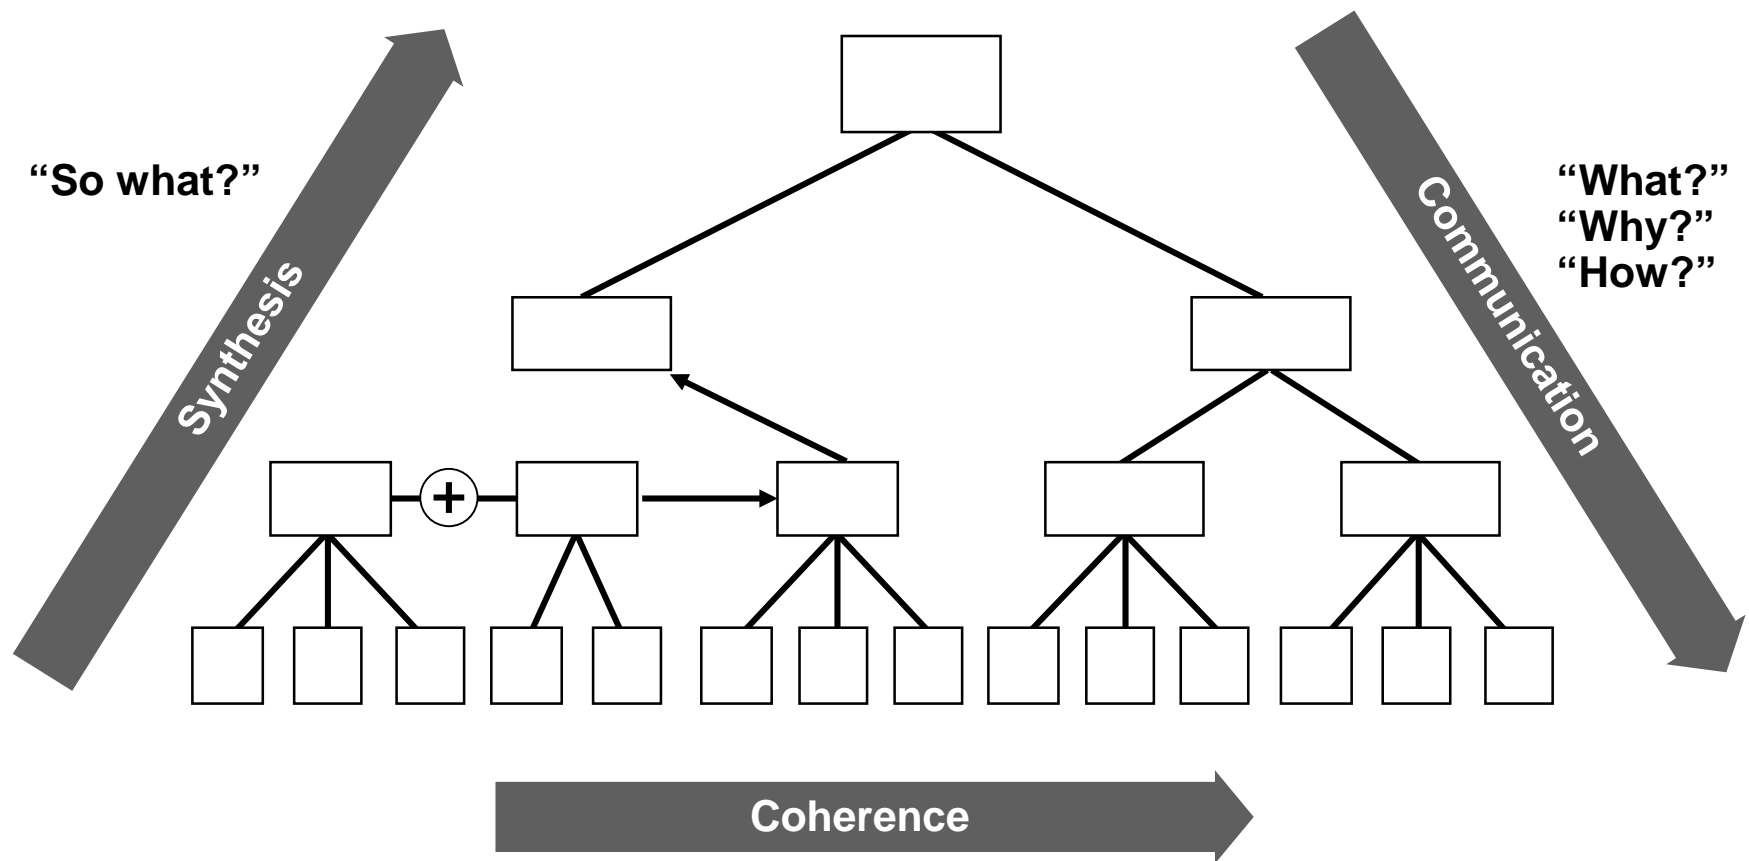 “So what?”
“What?”
“Why?”
“How?”
Synthesis
Communication
+
Coherence